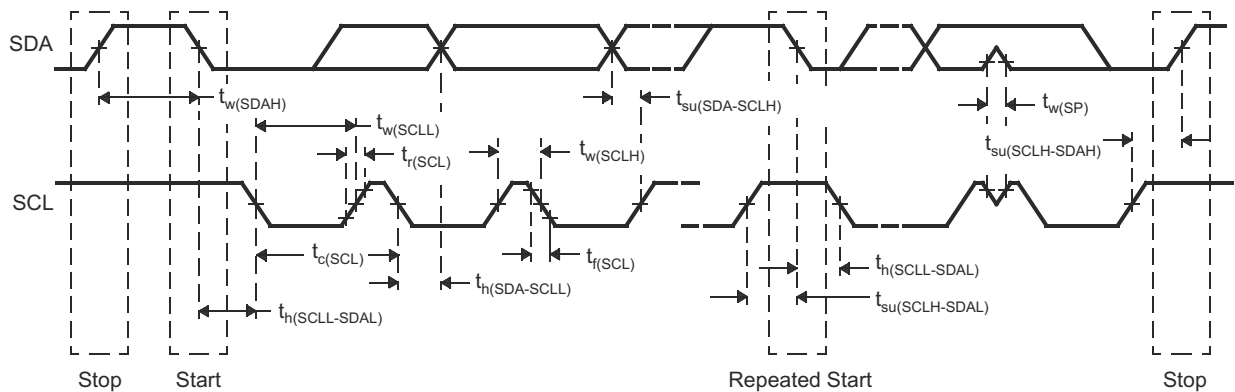 SDA
t_w(SDAH)
t_w(SCLL)
t_r(SCL)
t_w(SCLH)
t_su(SDA-SCLH)
t_w(SP)
t_su(SCLH-SDAH)
SCL
t_c(SCL)
t_h(SDA-SCLL)
t_f(SCL)
t_h(SCLL-SDAL)
t_h(SCLL-SDAL)
t_su(SCLH-SDAL)
Stop
Start
Repeated Start
Stop